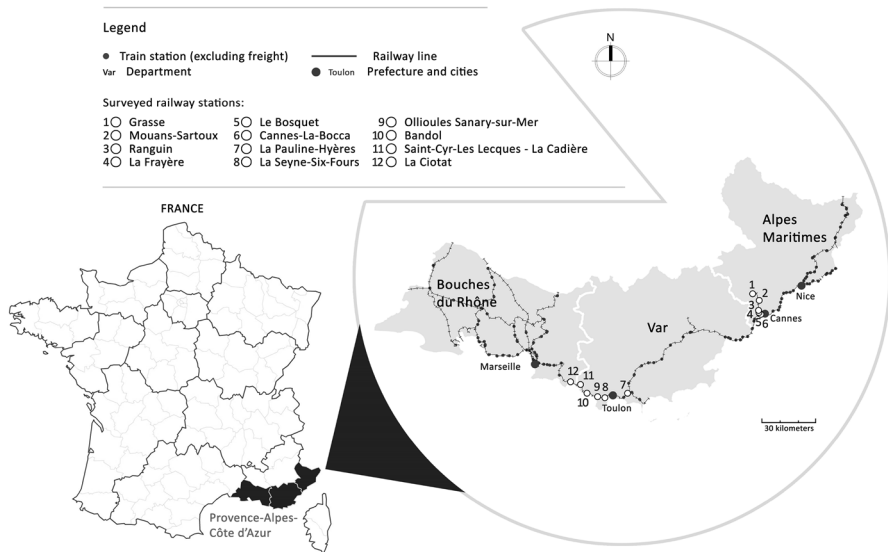 Legend
Train station (excluding freight)
Railway line
Var Department
Toulon Prefecture and cities
Surveyed railway stations:
1 Grasse
2 Mouans-Sartoux
3 Ranguin
4 La Frayère
5 Le Bosquet
6 Cannes-La-Bocca
7 La Pauline-Hyères
8 La Seyne-Six-Fours
9 Ollioules Sanary-sur-Mer
10 Bandol
11 Saint-Cyr-Les Lecques - La Cadière
12 La Ciotat
N
FRANCE
Provence-Alpes-
Côte d'Azur
Alpes
Maritimes
Bouches
du Rhône
Var
1
2
3
4
5
6
Nice
Cannes
Marseille
12
11
10
9
8
7
Toulon
30 kilometers